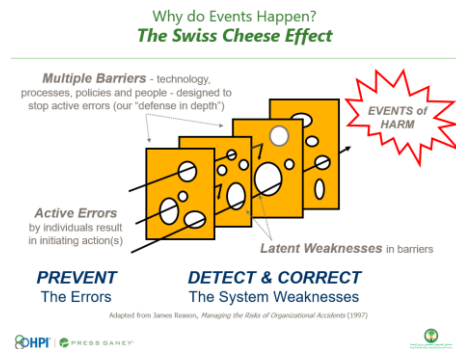 Why do Events Happen?
The Swiss Cheese Effect
Multiple Barriers - technology,
processes, policies and people - designed to
stop active errors (our "defense in depth")
EVENTS of
HARM
Active Errors
by individuals result
in initiating action(s)
Latent Weaknesses in barriers
PREVENT
The Errors
DETECT & CORRECT
The System Weaknesses
Adapted from James Reason, Managing the Risks of Organizational Accidents (1997)
HPI
PRESS GANEY